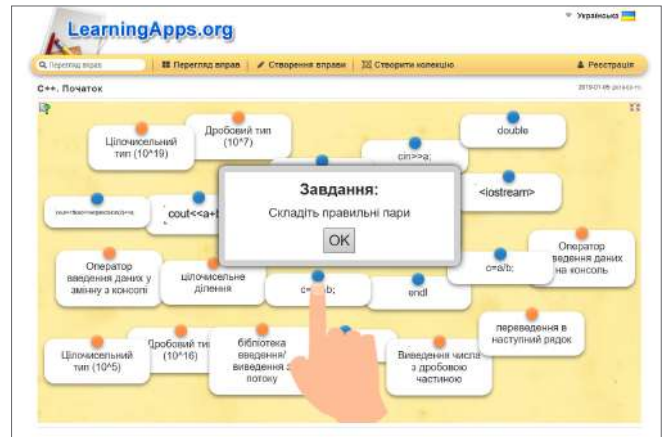 LearningApps.org
Українська
Перегляд вправ
Перегляд вправ
Створення вправи
Створити колекцію
Реєстрація
C++. Початок
Цілочисельний
тип (10^19)
Дробовий тип
(10^7)
cin>>a;
double
cout<<a+b
<iostream>
Завдання:
Складіть правильні пари
OK
Оператор
введення даних у
змінну з консолі
цілочисельне
ділення
endl
c=a/b;
Оператор
ведення даних
на консоль
Цілочисельний
тип (10^5)
Дробовий ти
(10^16)
бібліотека
введення/
виведення з
потоку
Виведення числа
з дробовою
частиною
переведення в
наступний рядок